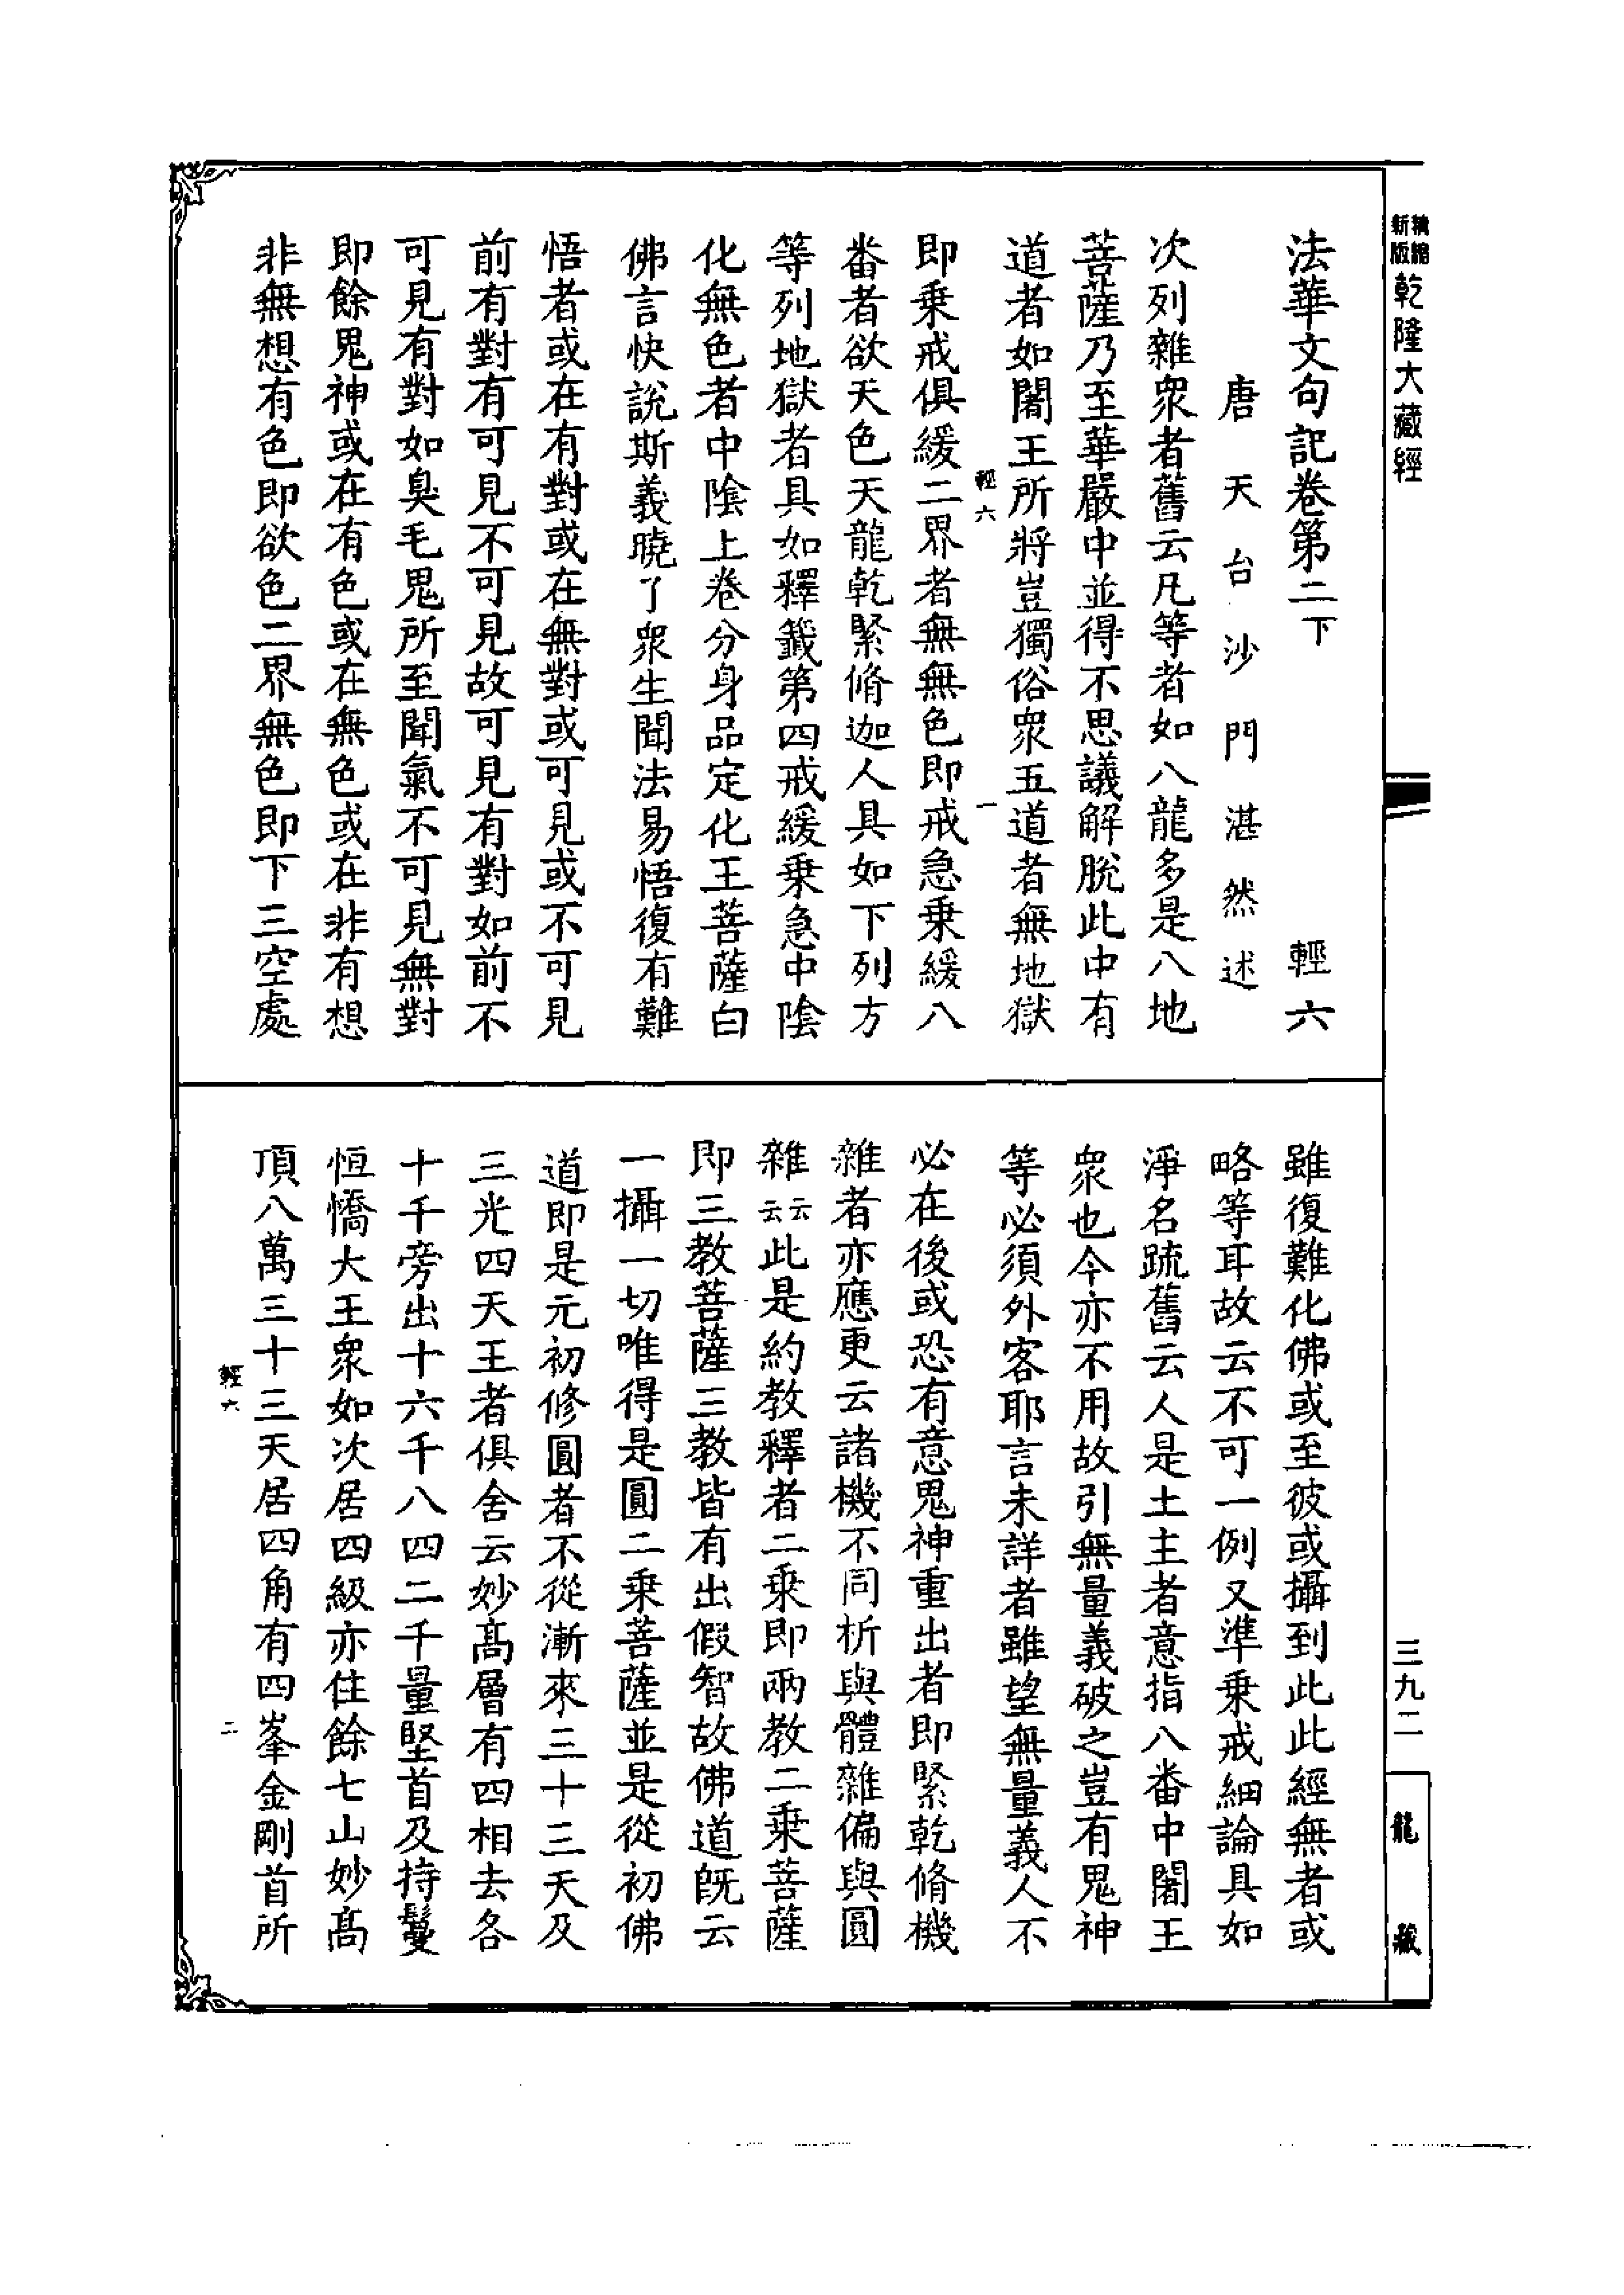 精縮新版
乾隆大藏經
法華文句記卷第二下　輕六
唐天台沙門湛然述
次列雜衆者舊云凡等者如八龍多是八地
菩薩乃至華嚴中並得不思議解脫此中有
道者如闍王所將豈獨俗衆五道者無地獄
輕六　一
即乗戒俱緩二界者無無色即戒急乗緩八
番者欲天色天龍乾緊脩迦人具如下列方
等列地獄者具如釋籤第四戒緩乗急中陰
化無色者中陰上卷分身品定化王菩薩白
佛言快說斯義曉了衆生聞法易悟復有難
悟者或在有對或在無對或可見或不可見
前有對有可見不可見故可見有對如前不
可見有對如臭毛鬼所至聞氣不可見無對
即餘鬼神或在有色或在無色或在非有想
非無想有色即欲色二界無色即下三空處
雖復難化佛或至彼或攝到此此經無者或
略等耳故云不可一例又準乗戒細論具如
淨名疏舊云人是土主者意指八番中闍王
衆也今亦不用故引無量義破之豈有鬼神
等必須外客耶言未詳者雖望無量義人不
必在後或恐有意鬼神重出者即緊乾脩機
雜者亦應更云諸機不同析與體雜偏與圓
雜云云此是約教釋者二乗即兩教二乗菩薩
即三教菩薩三教皆有出假智故佛道既云
一攝一切唯得是圓二乗菩薩並是從初佛
道即是元初修圓者不從漸來三十三天及
三光四天王者俱舍云妙高層有四相去各
十千旁出十六千八四二千量堅首及持鬘
恒憍大王衆如次居四級亦住餘七山妙高
頂八萬三十三天居四角有四峯金剛首所
輕六　二
三九二
龍藏